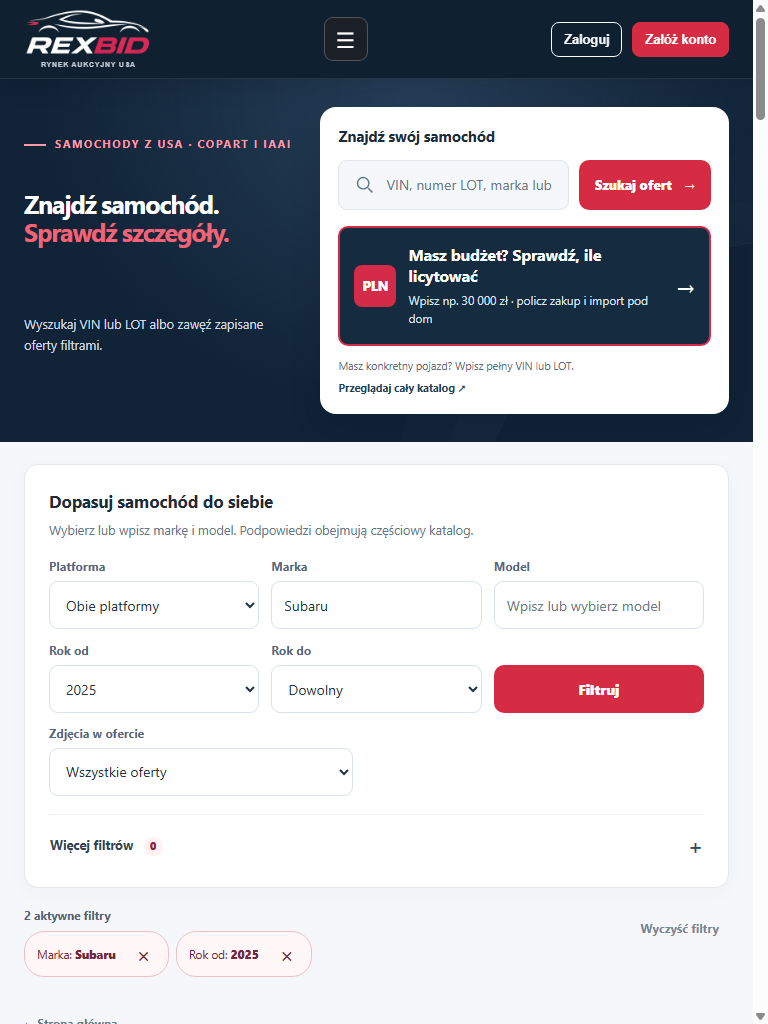 REXBID
RYNEK AUKCYJNY USA
Zaloguj
Załóż konto
SAMOCHODY Z USA · COPART I IAAI
Znajdź samochód.
Sprawdź szczegóły.
Wyszukaj VIN lub LOT albo zawęź zapisane
oferty filtrami.
Znajdź swój samochód
VIN, numer LOT, marka lub
Szukaj ofert →
PLN
Masz budżet? Sprawdź, ile
licytować
Wpisz np. 30 000 zł · policz zakup i import pod
dom
→
Masz konkretny pojazd? Wpisz pełny VIN lub LOT.
Przeglądaj cały katalog ↗
Dopasuj samochód do siebie
Wybierz lub wpisz markę i model. Podpowiedzi obejmują częściowy katalog.
Platforma
Obie platformy
Marka
Subaru
Model
Wpisz lub wybierz model
Rok od
2025
Rok do
Dowolny
Filtruj
Zdjęcia w ofercie
Wszystkie oferty
Więcej filtrów 0 +
2 aktywne filtry
Wyczyść filtry
Marka: Subaru ×
Rok od: 2025 ×
← Strona główna